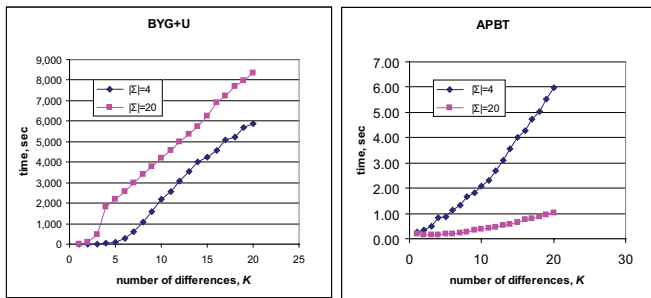 BYG+U
9,000
8,000
7,000
6,000
5,000
4,000
3,000
2,000
1,000
0
|Σ|=4
|Σ|=20
time, sec
0 5 10 15 20 25
number of differences, K
APBT
7.00
6.00
5.00
4.00
3.00
2.00
1.00
0.00
|Σ|=4
|Σ|=20
time, sec
0 10 20 30
number of differences, K